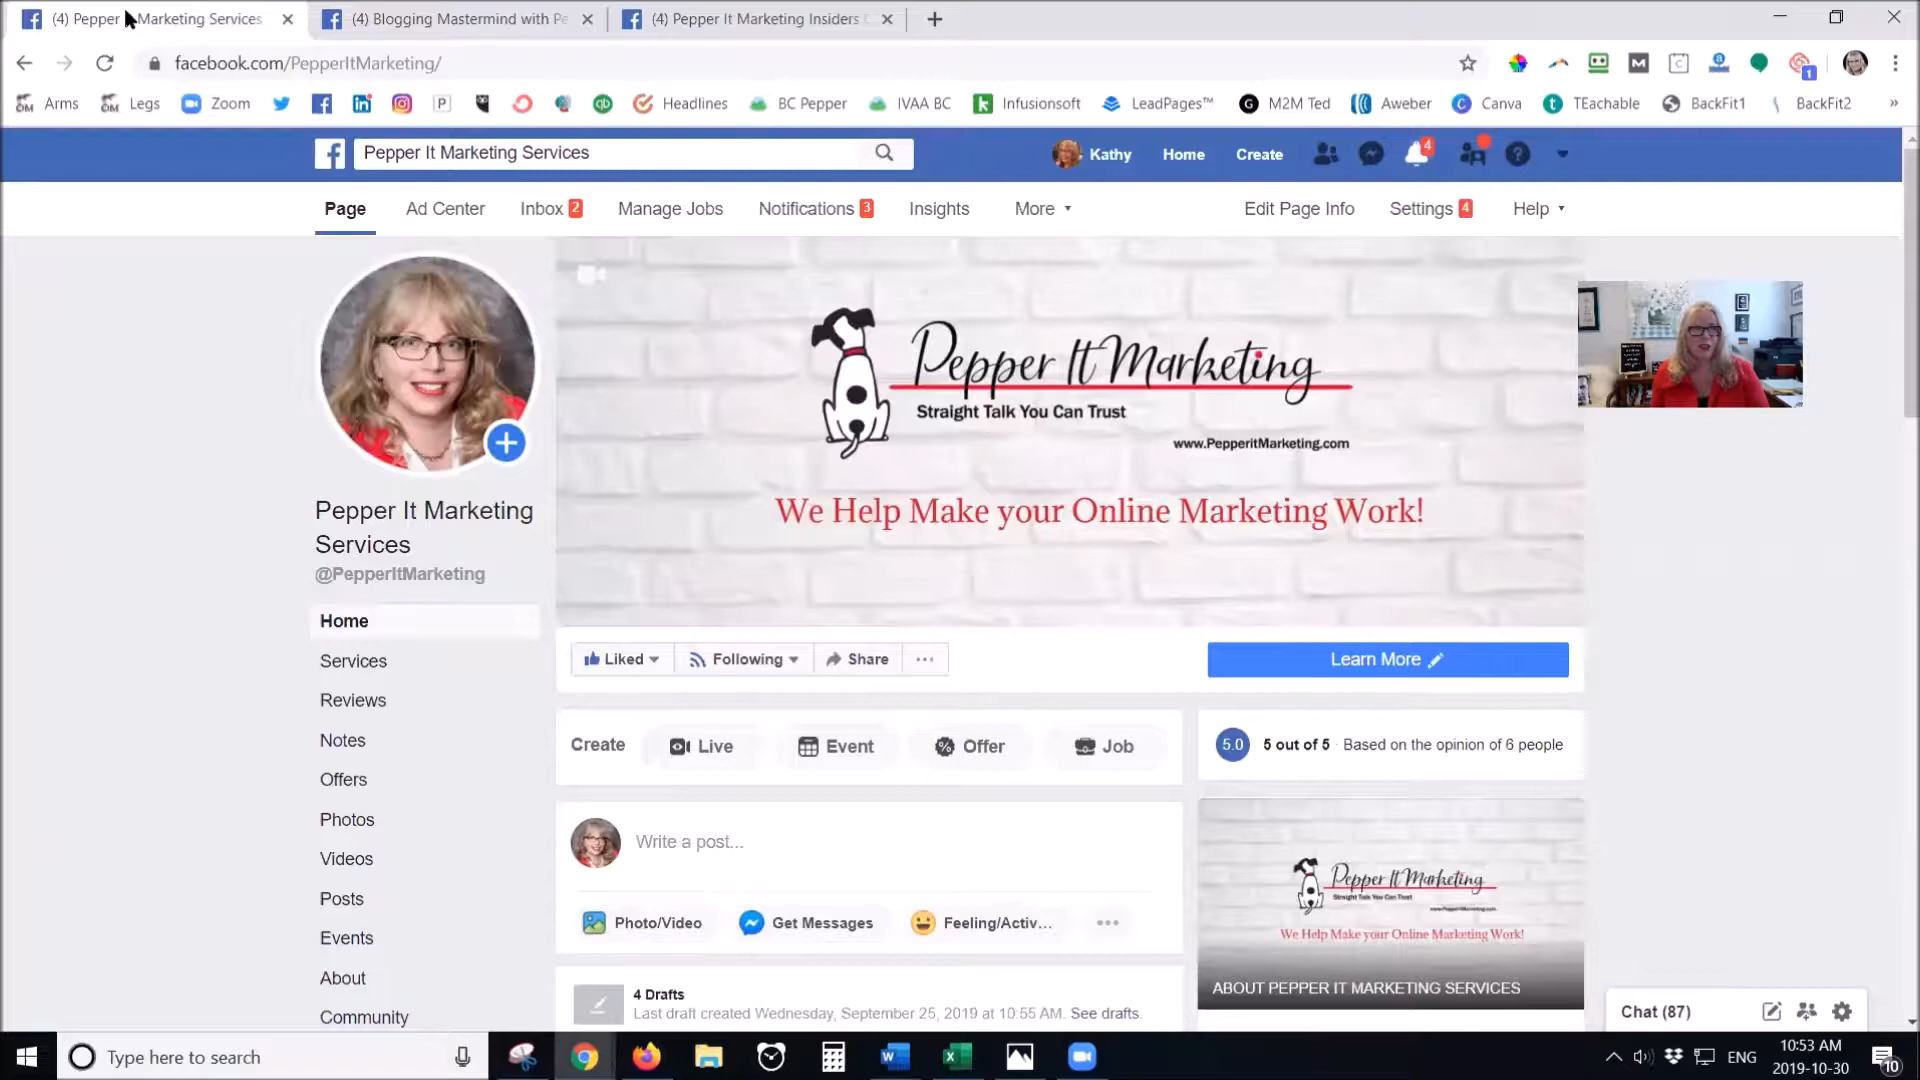 (4) Pepper It Marketing Services
(4) Blogging Mastermind with Pe
(4) Pepper It Marketing Insiders
facebook.com/PepperItMarketing/
1
Arms
Legs
Zoom
Headlines
BC Pepper
IVAA BC
Infusionsoft
LeadPages™
M2M Ted
Aweber
Canva
TEachable
BackFit1
BackFit2
»
Pepper It Marketing Services
Kathy
Home
Create
4
Page
Ad Center
Inbox 2
Manage Jobs
Notifications 3
Insights
More
Edit Page Info
Settings 4
Help
Pepper It Marketing
Straight Talk You Can Trust
www.PepperitMarketing.com
We Help Make your Online Marketing Work!
Pepper It Marketing
Services
@PepperItMarketing
Home
Services
Reviews
Notes
Offers
Photos
Videos
Posts
Events
About
Community
Liked
Following
Share
...
Learn More
Create
Live
Event
Offer
Job
5.0 5 out of 5 · Based on the opinion of 6 people
Write a post...
Photo/Video
Get Messages
Feeling/Activ...
4 Drafts
Last draft created Wednesday, September 25, 2019 at 10:55 AM. See drafts.
Pepper It Marketing
Straight Talk You Can Trust
We Help Make your Online Marketing Work!
ABOUT PEPPER IT MARKETING SERVICES
Chat (87)
Type here to search
ENG
10:53 AM
2019-10-30
10